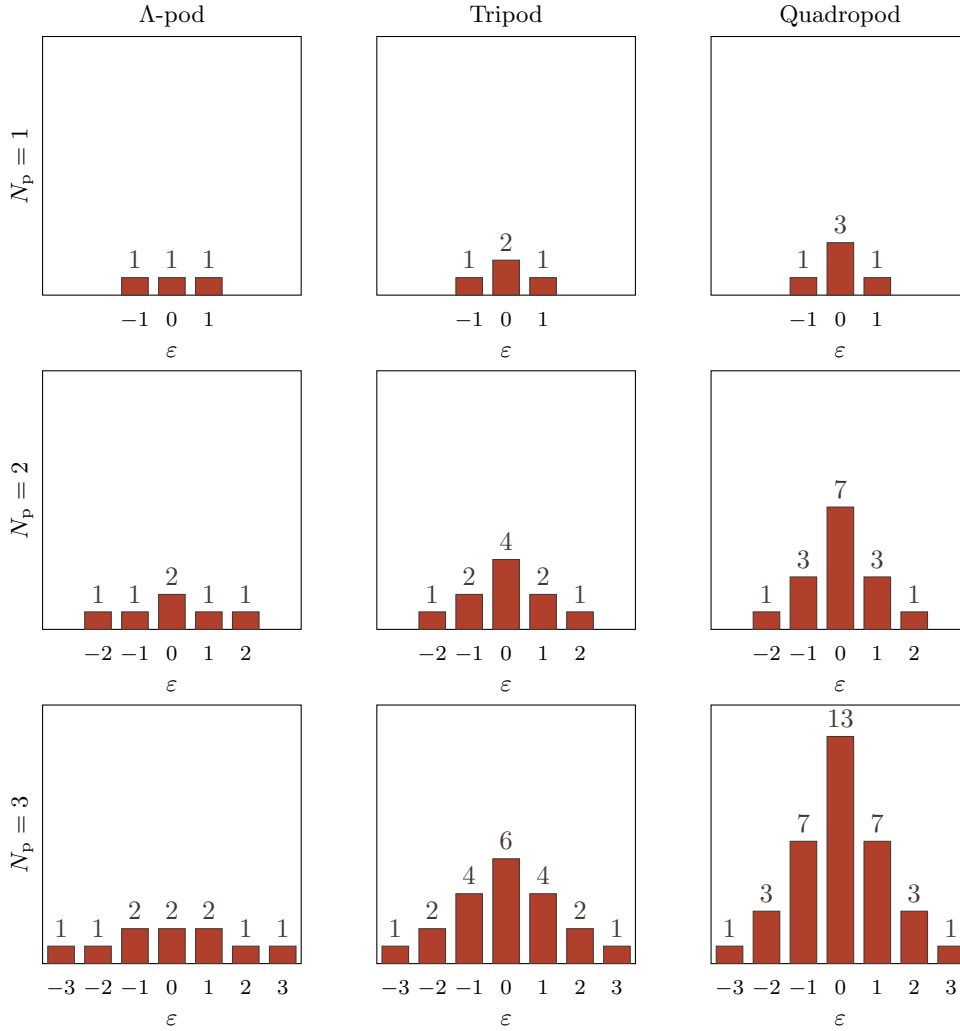 Λ-pod Tripod Quadropod
N_p = 1
1 1 1
−1 0 1
ε
1 2 1
−1 0 1
ε
1 3 1
−1 0 1
ε
N_p = 2
1 1 2 1 1
−2 −1 0 1 2
ε
1 2 4 2 1
−2 −1 0 1 2
ε
1 3 7 3 1
−2 −1 0 1 2
ε
N_p = 3
1 1 2 2 2 1 1
−3 −2 −1 0 1 2 3
ε
1 2 4 6 4 2 1
−3 −2 −1 0 1 2 3
ε
1 3 7 13 7 3 1
−3 −2 −1 0 1 2 3
ε